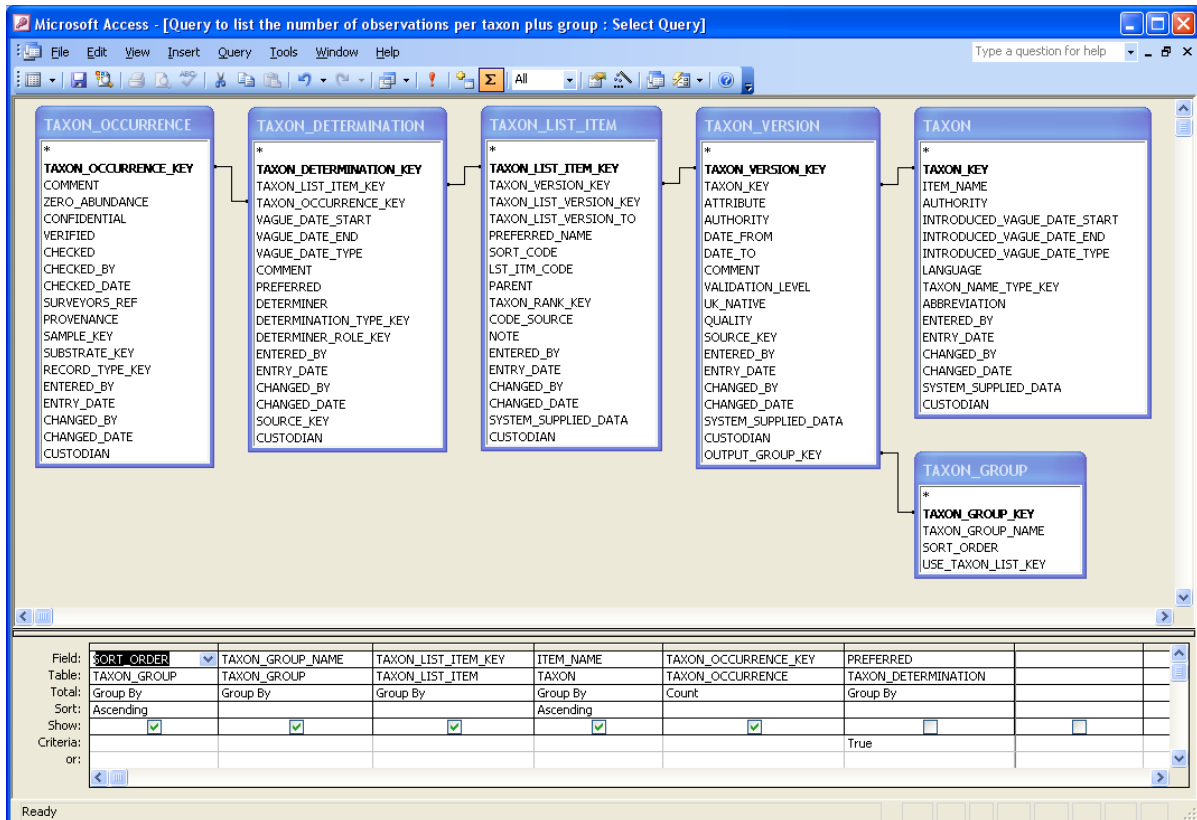 Microsoft Access - [Query to list the number of observations per taxon plus group : Select Query]
File Edit View Insert Query Tools Window Help
Type a question for help
All
TAXON_OCCURRENCE
*
TAXON_OCCURRENCE_KEY
COMMENT
ZERO_ABUNDANCE
CONFIDENTIAL
VERIFIED
CHECKED
CHECKED_BY
CHECKED_DATE
SURVEYORS_REF
PROVENANCE
SAMPLE_KEY
SUBSTRATE_KEY
RECORD_TYPE_KEY
ENTERED_BY
ENTRY_DATE
CHANGED_BY
CHANGED_DATE
CUSTODIAN
TAXON_DETERMINATION
*
TAXON_DETERMINATION_KEY
TAXON_LIST_ITEM_KEY
TAXON_OCCURRENCE_KEY
VAGUE_DATE_START
VAGUE_DATE_END
VAGUE_DATE_TYPE
COMMENT
PREFERRED
DETERMINER
DETERMINATION_TYPE_KEY
DETERMINER_ROLE_KEY
ENTERED_BY
ENTRY_DATE
CHANGED_BY
CHANGED_DATE
SOURCE_KEY
CUSTODIAN
TAXON_LIST_ITEM
*
TAXON_LIST_ITEM_KEY
TAXON_VERSION_KEY
TAXON_LIST_VERSION_KEY
TAXON_LIST_VERSION_TO
PREFERRED_NAME
SORT_CODE
LST_ITM_CODE
PARENT
TAXON_RANK_KEY
CODE_SOURCE
NOTE
ENTERED_BY
ENTRY_DATE
CHANGED_BY
CHANGED_DATE
SYSTEM_SUPPLIED_DATA
CUSTODIAN
TAXON_VERSION
*
TAXON_VERSION_KEY
TAXON_KEY
ATTRIBUTE
AUTHORITY
DATE_FROM
DATE_TO
COMMENT
VALIDATION_LEVEL
UK_NATIVE
QUALITY
SOURCE_KEY
ENTERED_BY
ENTRY_DATE
CHANGED_BY
CHANGED_DATE
SYSTEM_SUPPLIED_DATA
CUSTODIAN
OUTPUT_GROUP_KEY
TAXON
*
TAXON_KEY
ITEM_NAME
AUTHORITY
INTRODUCED_VAGUE_DATE_START
INTRODUCED_VAGUE_DATE_END
INTRODUCED_VAGUE_DATE_TYPE
LANGUAGE
TAXON_NAME_TYPE_KEY
ABBREVIATION
ENTERED_BY
ENTRY_DATE
CHANGED_BY
CHANGED_DATE
SYSTEM_SUPPLIED_DATA
CUSTODIAN
TAXON_GROUP
*
TAXON_GROUP_KEY
TAXON_GROUP_NAME
SORT_ORDER
USE_TAXON_LIST_KEY
Field: SORT_ORDER TAXON_GROUP_NAME TAXON_LIST_ITEM_KEY ITEM_NAME TAXON_OCCURRENCE_KEY PREFERRED
Table: TAXON_GROUP TAXON_GROUP TAXON_LIST_ITEM TAXON TAXON_OCCURRENCE TAXON_DETERMINATION
Total: Group By Group By Group By Group By Count Group By
Sort: Ascending Ascending
Show:
Criteria: True
or:
Ready